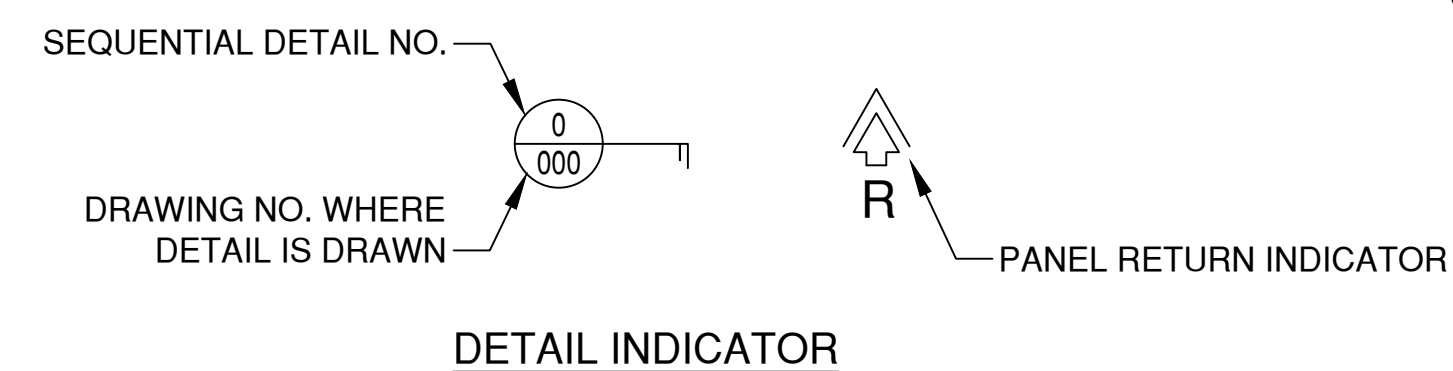 SEQUENTIAL DETAIL NO.
0
000
DRAWING NO. WHERE
DETAIL IS DRAWN
R
PANEL RETURN INDICATOR
DETAIL INDICATOR